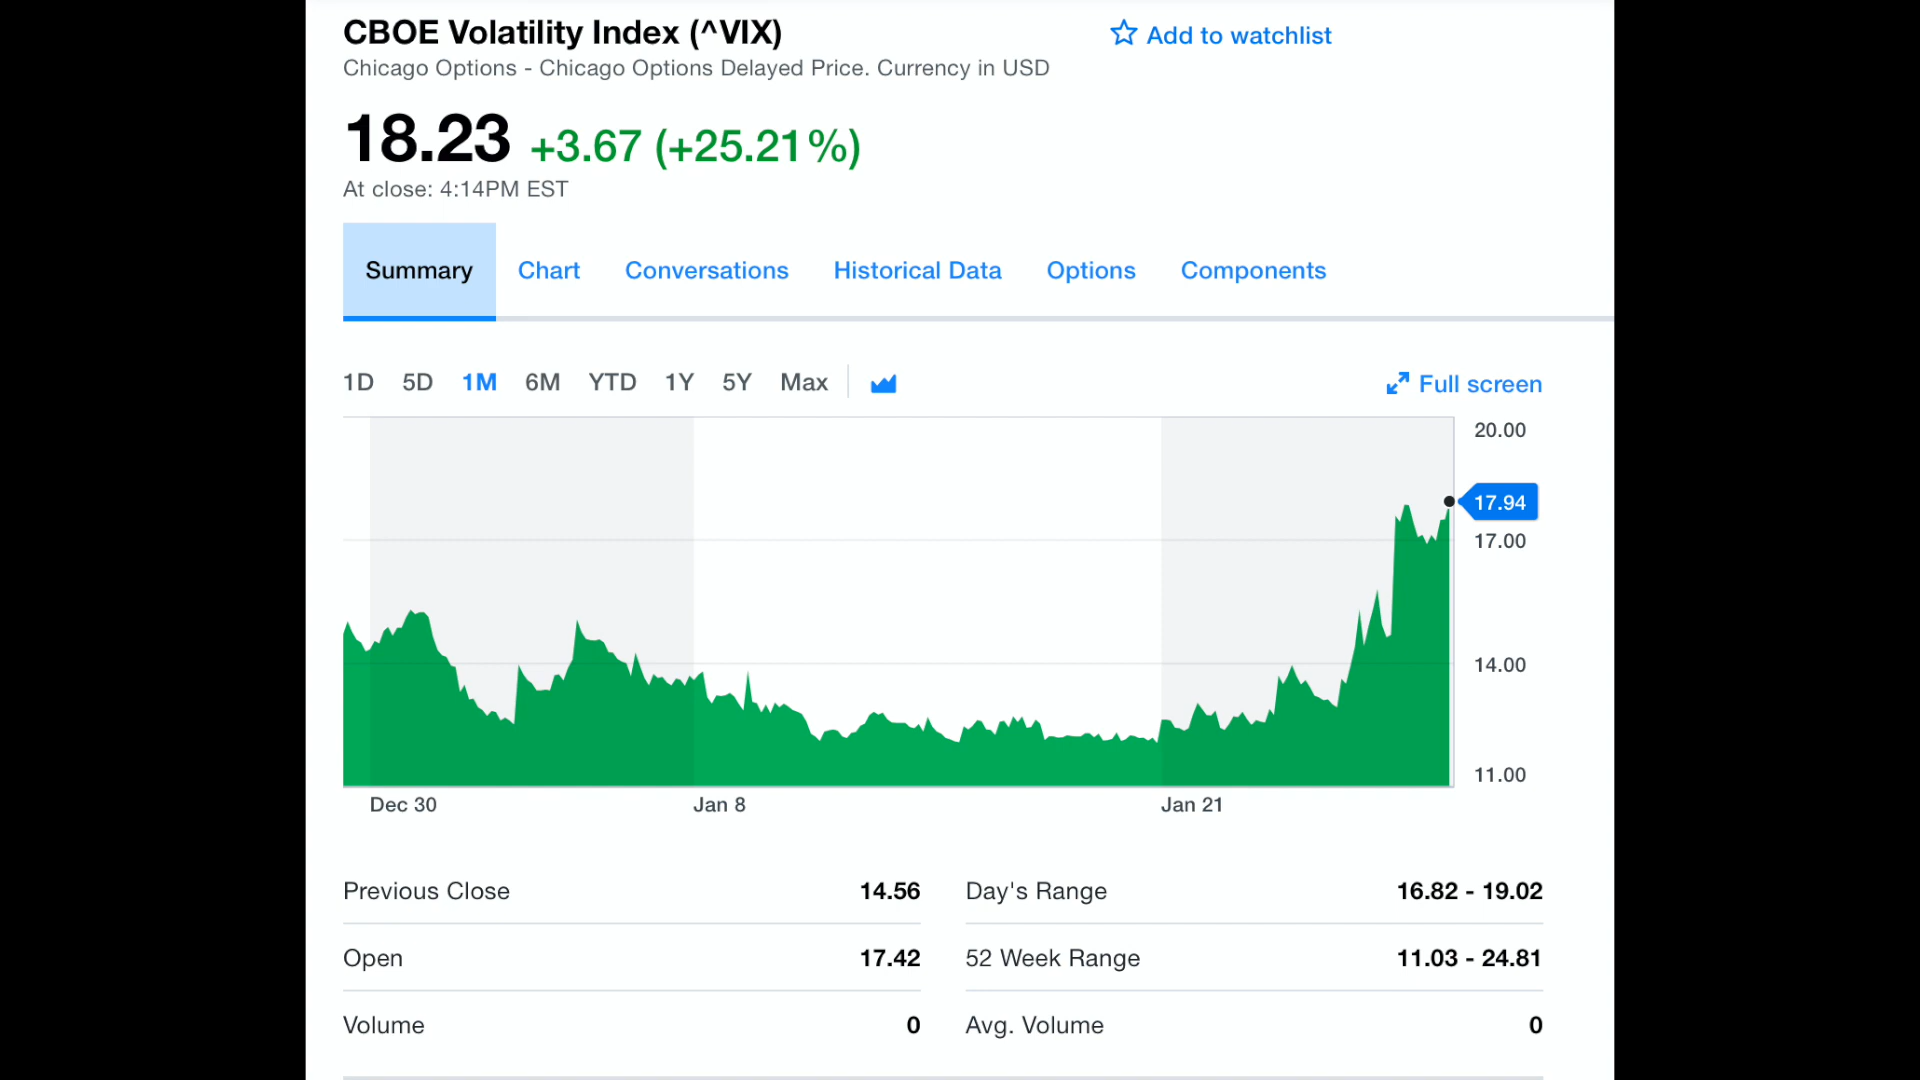 CBOE Volatility Index (^VIX)
Add to watchlist
Chicago Options - Chicago Options Delayed Price. Currency in USD
18.23 +3.67 (+25.21%)
At close: 4:14PM EST
Summary Chart Conversations Historical Data Options Components
1D 5D 1M 6M YTD 1Y 5Y Max
Full screen
20.00
17.94
17.00
14.00
11.00
Dec 30 Jan 8 Jan 21
Previous Close 14.56 Day's Range 16.82 - 19.02
Open 17.42 52 Week Range 11.03 - 24.81
Volume 0 Avg. Volume 0